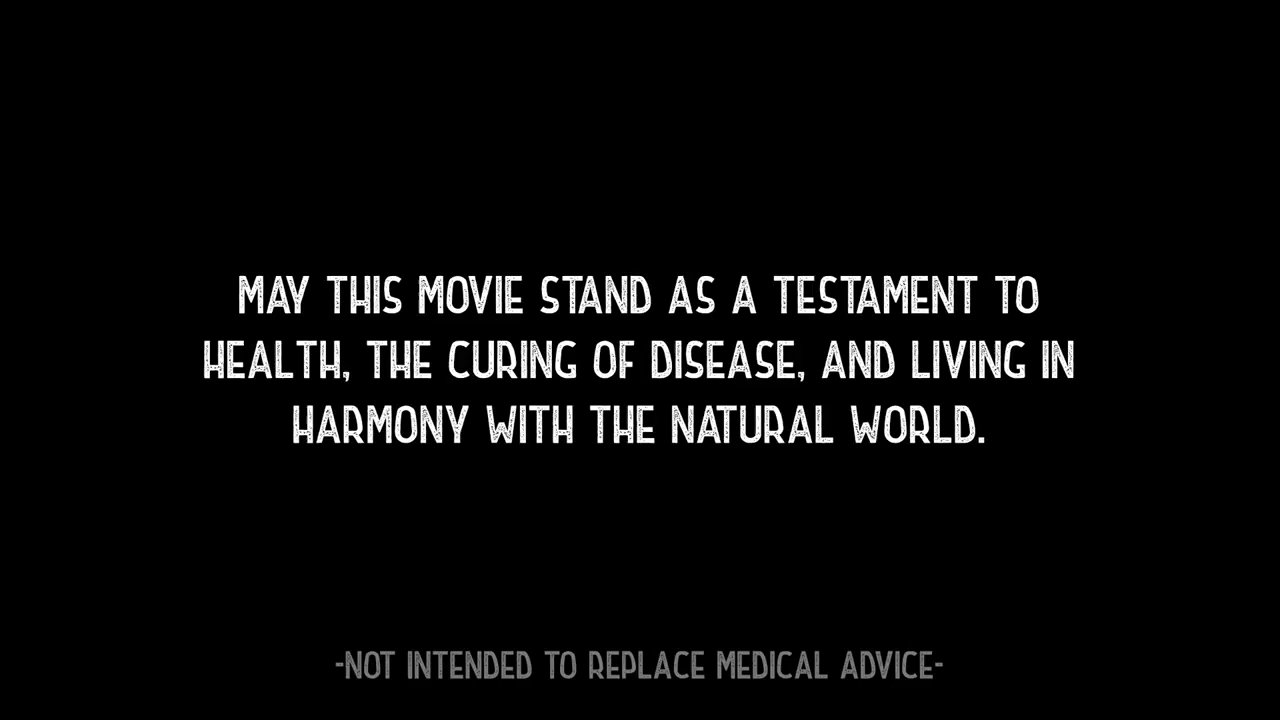 MAY THIS MOVIE STAND AS A TESTAMENT TO
HEALTH, THE CURING OF DISEASE, AND LIVING IN
HARMONY WITH THE NATURAL WORLD.
-NOT INTENDED TO REPLACE MEDICAL ADVICE-